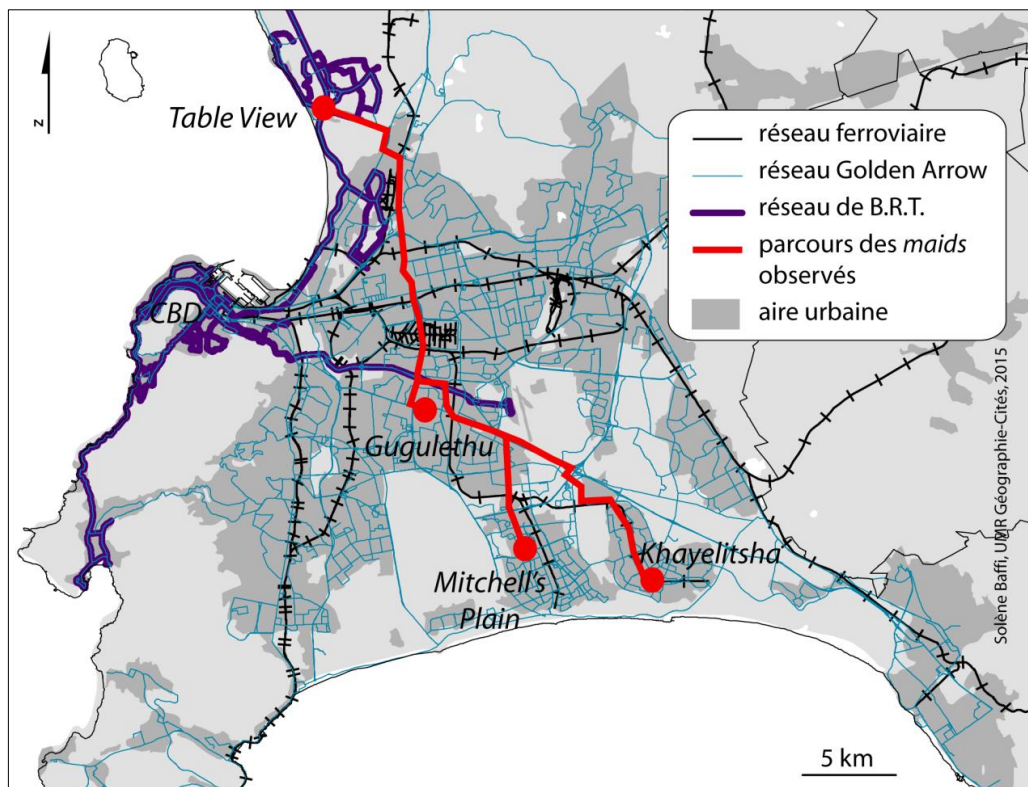 N
Table View
réseau ferroviaire
réseau Golden Arrow
réseau de B.R.T.
parcours des maids
observés
aire urbaine
CBD
Gugulethu
Mitchell's
Plain
Khayelitsha
Solène Baffi, UMR Géographie-Cités, 2015
5 km